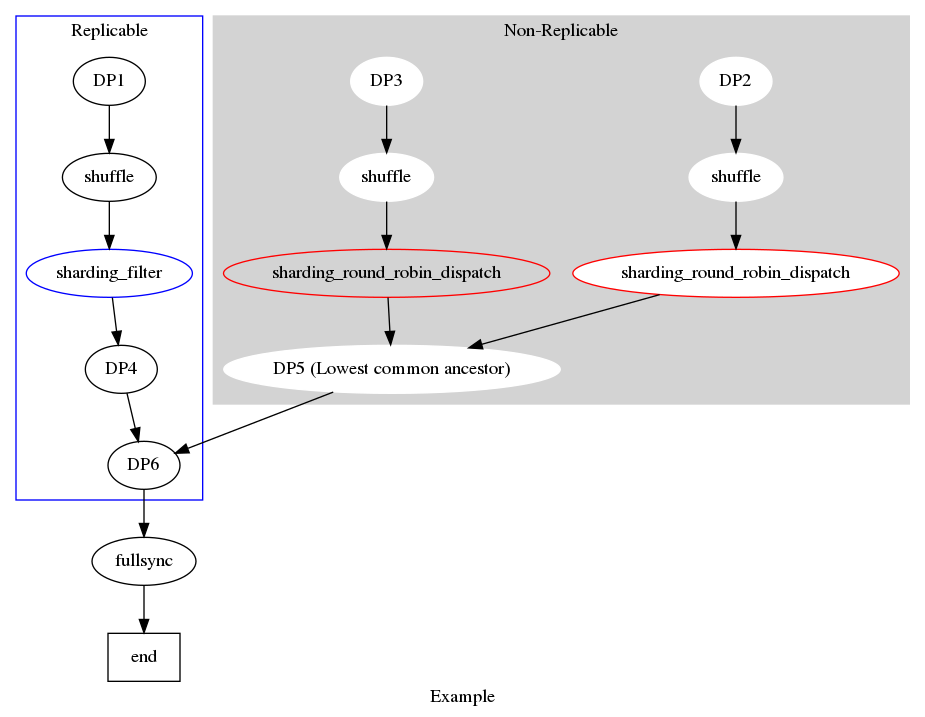 Replicable
Non-Replicable
DP1
DP3
DP2
shuffle
shuffle
shuffle
sharding_filter
sharding_round_robin_dispatch
sharding_round_robin_dispatch
DP4
DP5 (Lowest common ancestor)
DP6
fullsync
end
Example